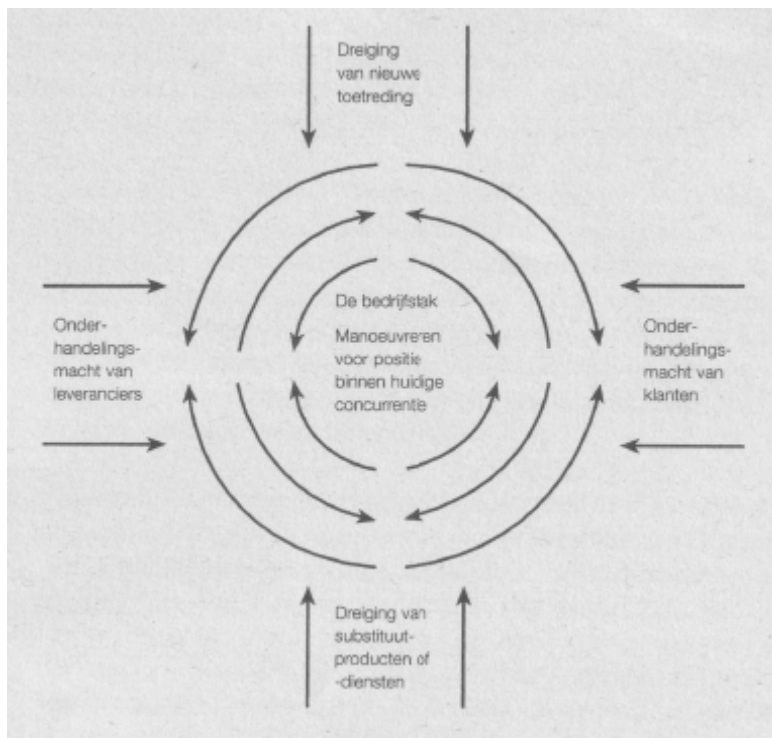 Dreiging
van nieuwe
toetreding
De bedrijfstak
Manoeuvreren
voor positie
binnen huidige
concurrentie
Onder-
handelings-
macht van
leveranciers
Onder-
handelings-
macht van
klanten
Dreiging van
substituut-
producten of
-diensten